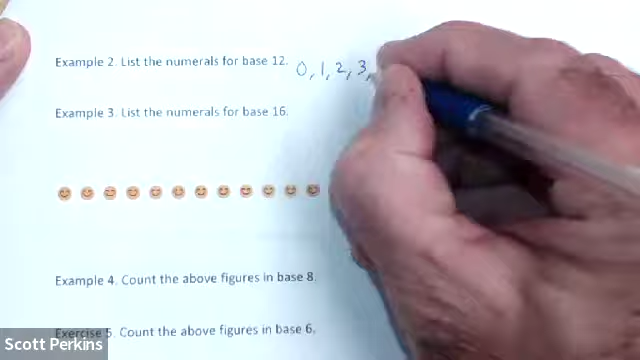 Example 2. List the numerals for base 12. 0, 1, 2, 3,
Example 3. List the numerals for base 16.
Example 4. Count the above figures in base 8.
Exercise 5. Count the above figures in base 6.
Scott Perkins